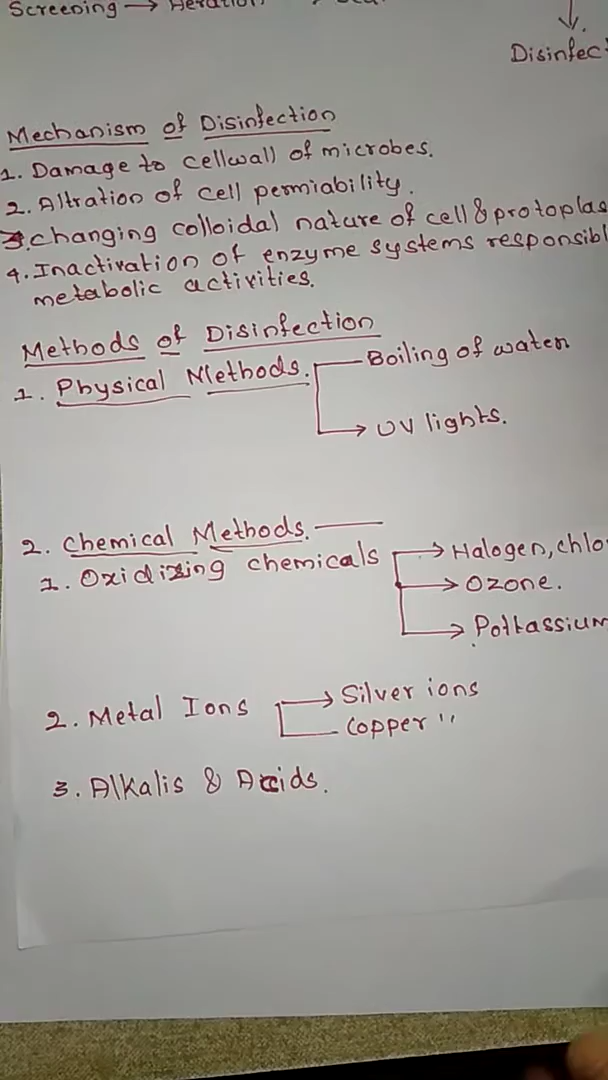 Screening →
Disinfec
Mechanism of Disinfection
1. Damage to cellwall of microbes.
2. Altration of cell permiability.
3. changing colloidal nature of cell & protoplas
4. Inactivation of enzyme systems responsibl
metabolic activities.
Methods of Disinfection
1. Physical Methods. Boiling of water
→ UV lights.
2. Chemical Methods.
1. Oxidizing chemicals → Halogen, chlo
→ Ozone.
→ Pottassium
2. Metal Ions → Silver ions
Copper "
3. Alkalis & Acids.